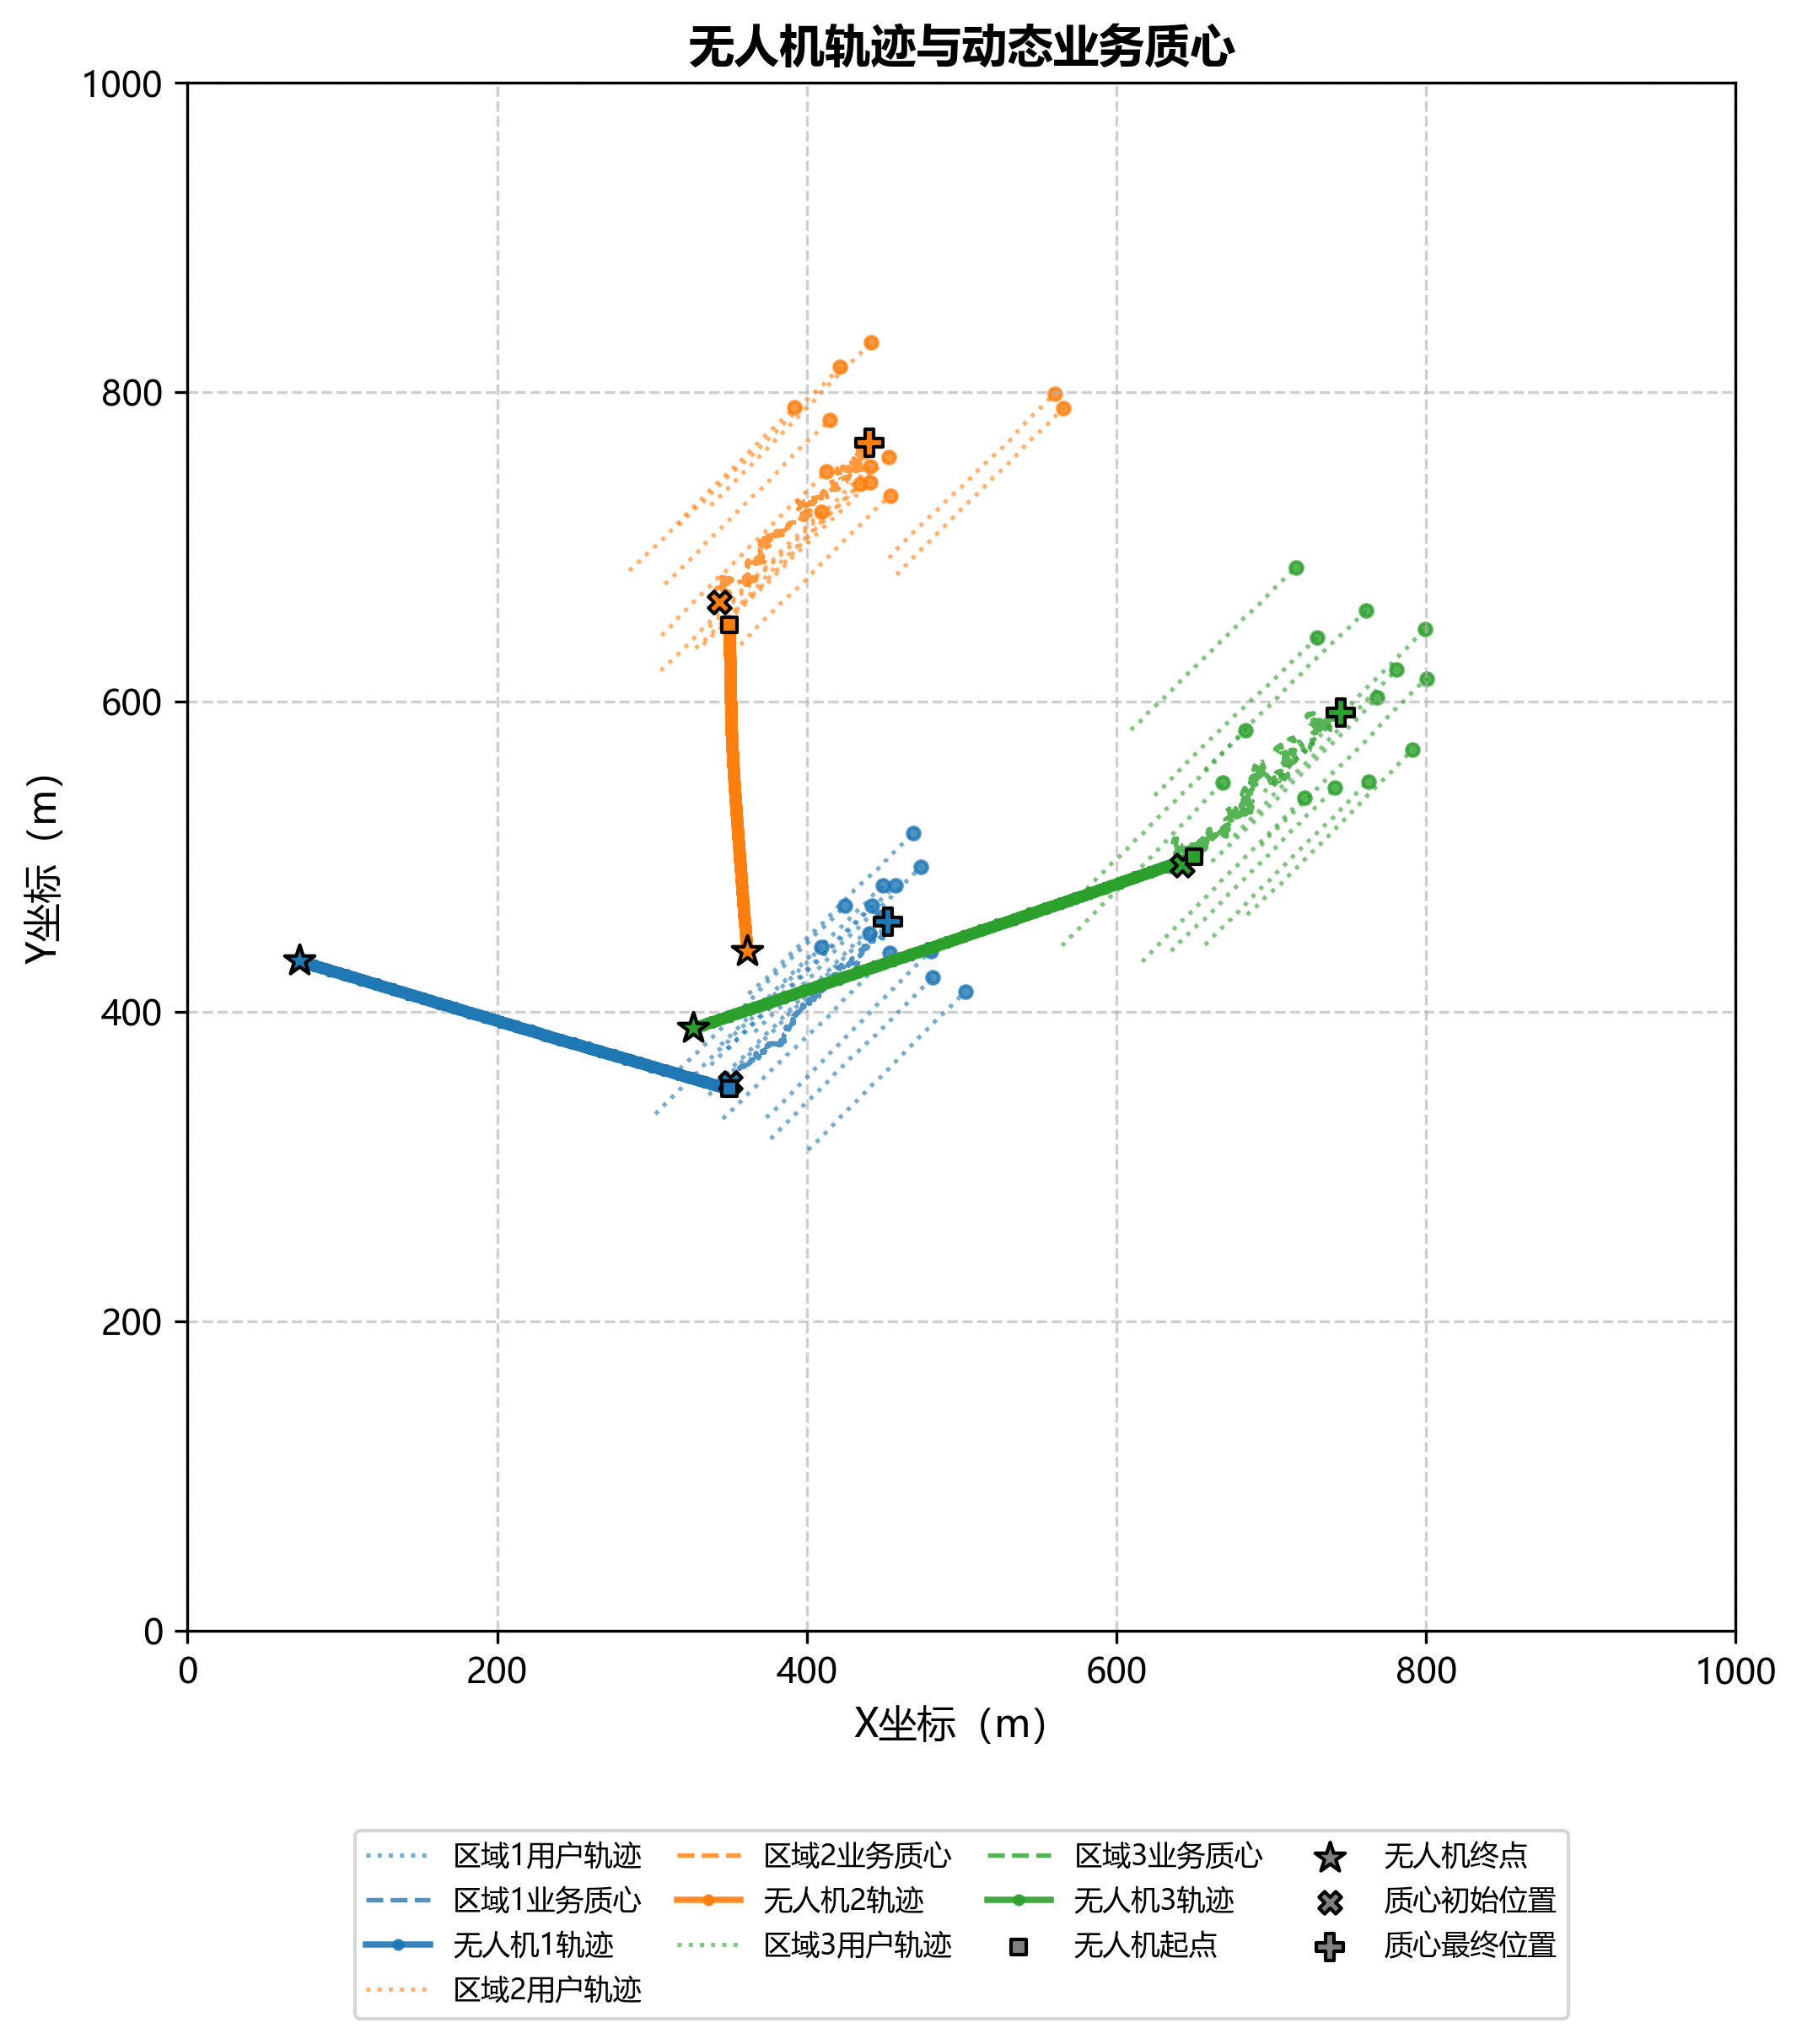 无人机轨迹与动态业务质心
1000
800
600
400
200
0
Y坐标（m）
0 200 400 600 800 1000
X坐标（m）
区域1用户轨迹
区域1业务质心
无人机1轨迹
区域2用户轨迹
区域2业务质心
无人机2轨迹
区域3用户轨迹
区域3业务质心
无人机3轨迹
无人机起点
无人机终点
质心初始位置
质心最终位置